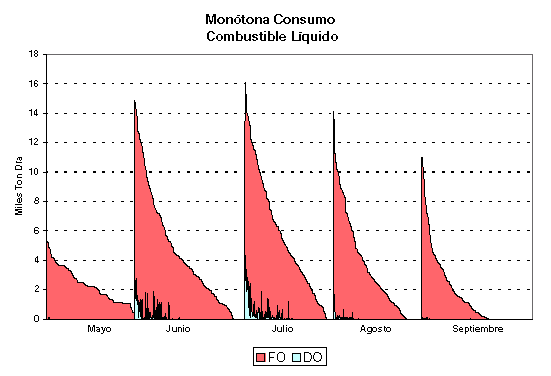 Monótona Consumo
Combustible Líquido
Miles Ton Día
18
16
14
12
10
8
6
4
2
0
Mayo Junio Julio Agosto Septiembre
FO DO